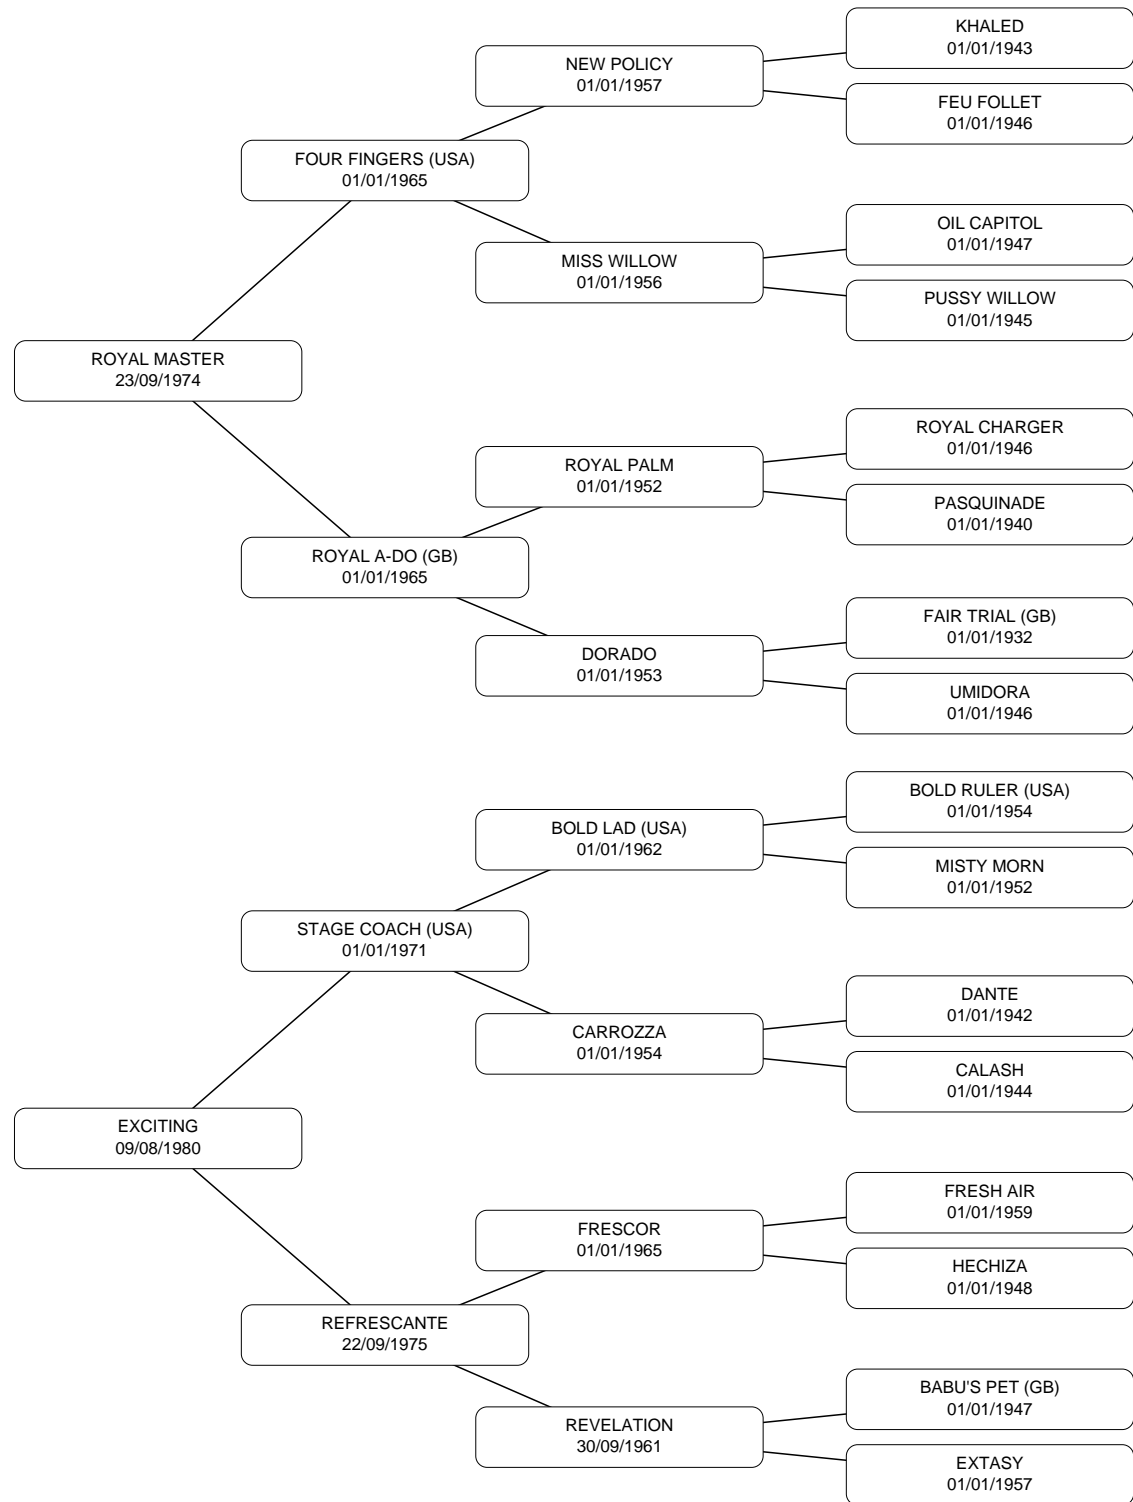 KHALED
01/01/1943
NEW POLICY
01/01/1957
FEU FOLLET
01/01/1946
FOUR FINGERS (USA)
01/01/1965
OIL CAPITOL
01/01/1947
MISS WILLOW
01/01/1956
PUSSY WILLOW
01/01/1945
ROYAL MASTER
23/09/1974
ROYAL CHARGER
01/01/1946
ROYAL PALM
01/01/1952
PASQUINADE
01/01/1940
ROYAL A-DO (GB)
01/01/1965
FAIR TRIAL (GB)
01/01/1932
DORADO
01/01/1953
UMIDORA
01/01/1946
BOLD RULER (USA)
01/01/1954
BOLD LAD (USA)
01/01/1962
MISTY MORN
01/01/1952
STAGE COACH (USA)
01/01/1971
DANTE
01/01/1942
CARROZZA
01/01/1954
CALASH
01/01/1944
EXCITING
09/08/1980
FRESH AIR
01/01/1959
FRESCOR
01/01/1965
HECHIZA
01/01/1948
REFRESCANTE
22/09/1975
BABU'S PET (GB)
01/01/1947
REVELATION
30/09/1961
EXTASY
01/01/1957